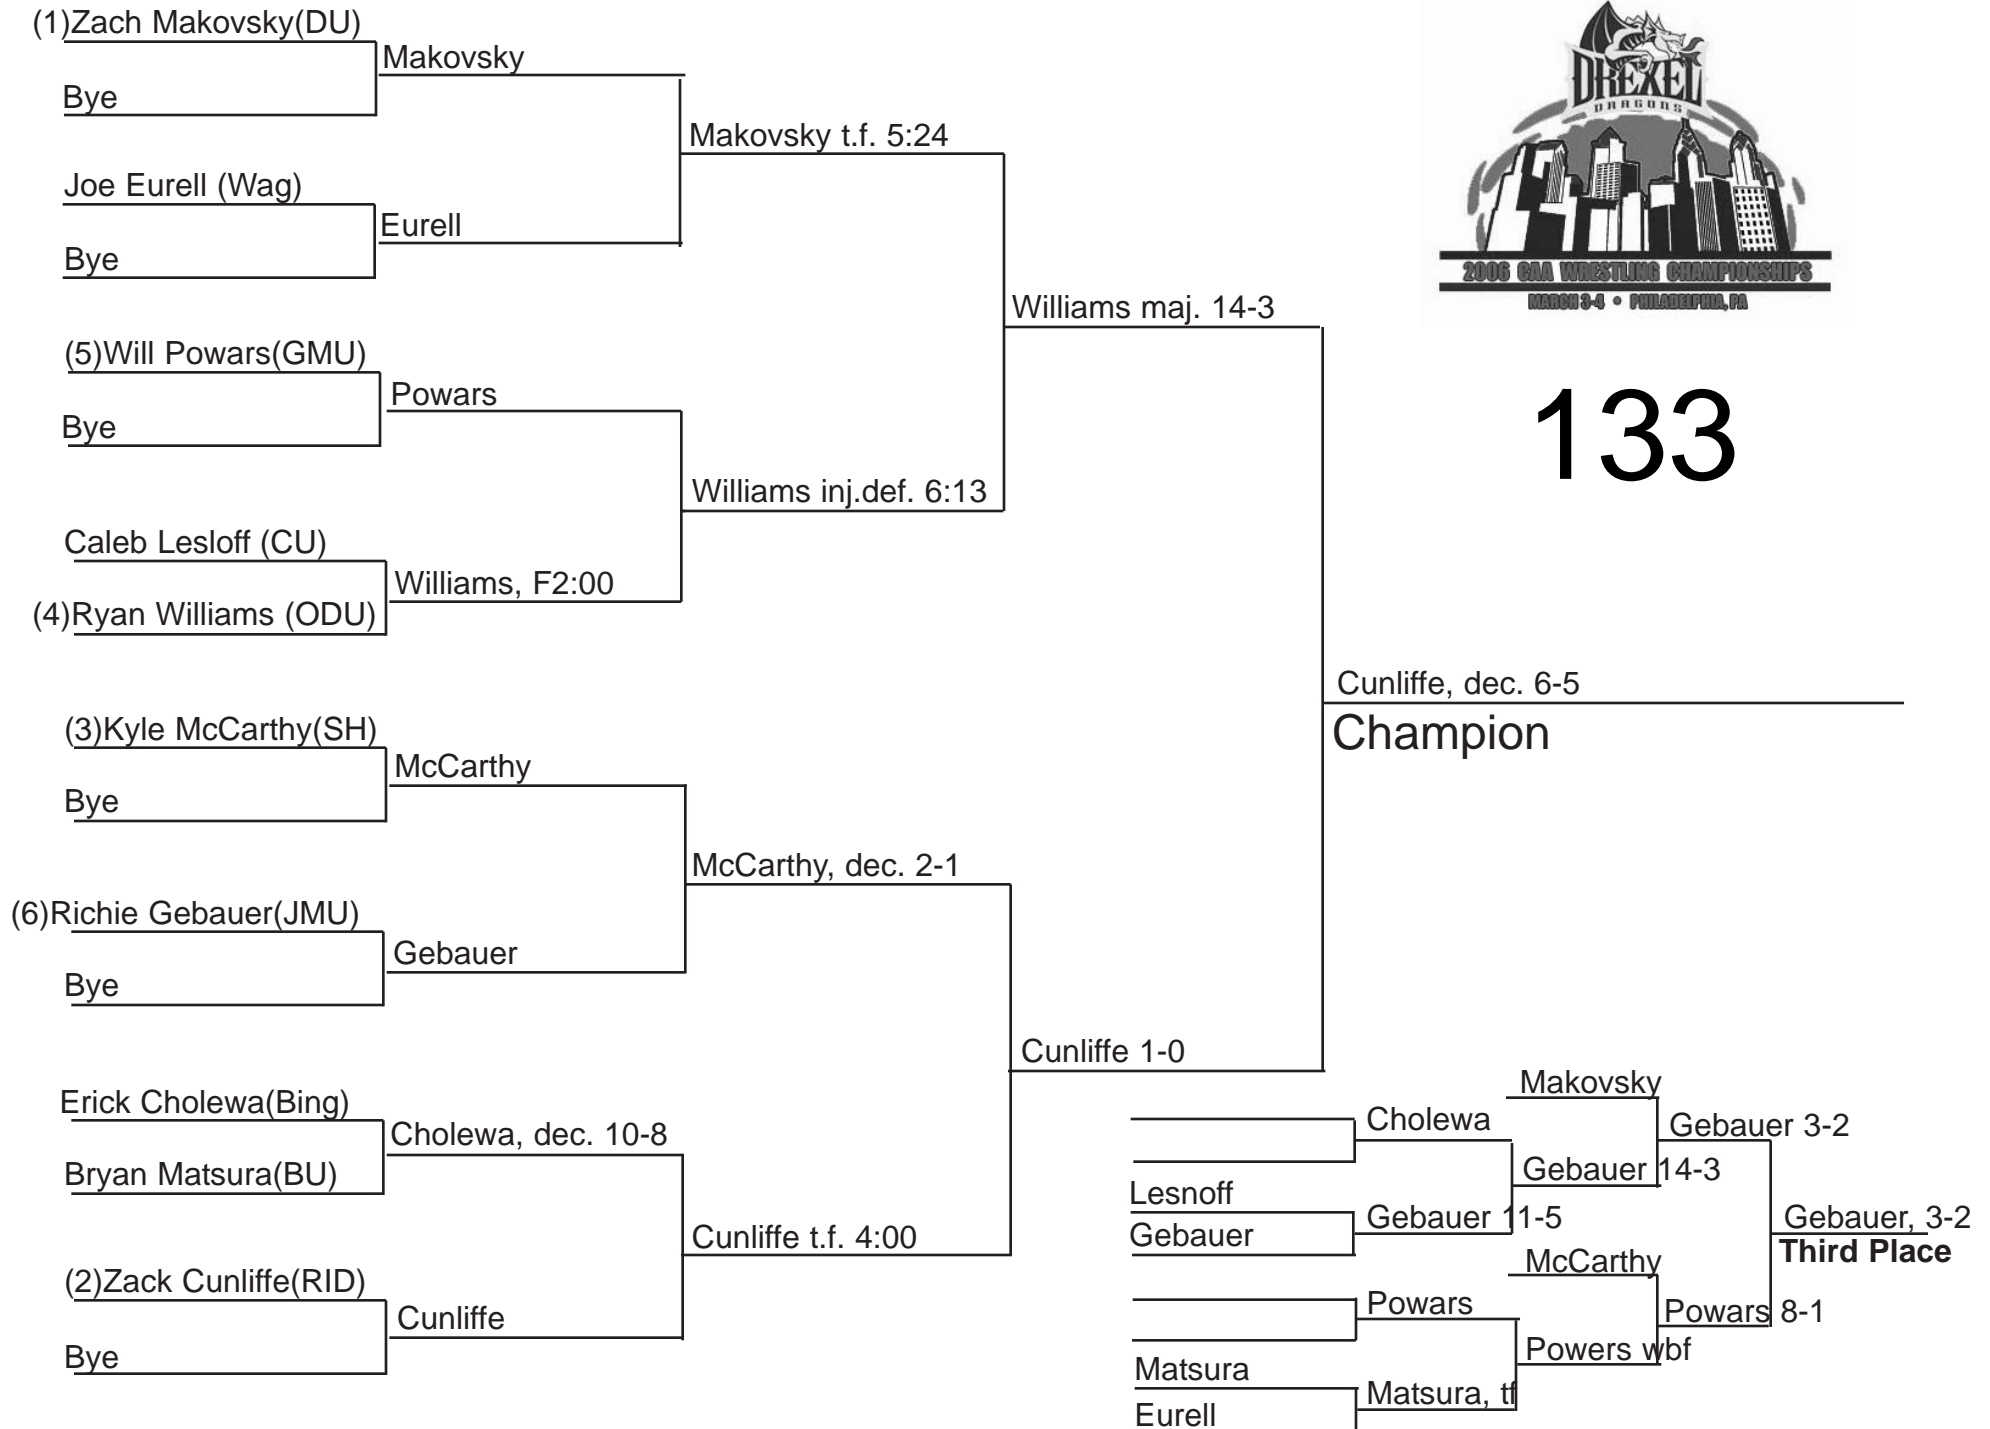 (1)Zach Makovsky(DU)
Bye
Makovsky
Joe Eurell (Wag)
Bye
Eurell
Makovsky t.f. 5:24
(5)Will Powars(GMU)
Bye
Powars
Caleb Lesloff (CU)
(4)Ryan Williams (ODU)
Williams, F2:00
Williams inj.def. 6:13
Williams maj. 14-3
(3)Kyle McCarthy(SH)
Bye
McCarthy
(6)Richie Gebauer(JMU)
Bye
Gebauer
McCarthy, dec. 2-1
Erick Cholewa(Bing)
Bryan Matsura(BU)
Cholewa, dec. 10-8
(2)Zack Cunliffe(RID)
Bye
Cunliffe
Cunliffe t.f. 4:00
Cunliffe 1-0
Cunliffe, dec. 6-5
Champion
DREXEL
DRAGONS
2006 CAA WRESTLING CHAMPIONSHIPS
MARCH 3-4 • PHILADELPHIA, PA
133
Cholewa
Lesnoff
Gebauer
Gebauer 11-5
Makovsky
Gebauer 14-3
Gebauer 3-2
Powars
Matsura
Eurell
Matsura, tf
McCarthy
Powers wbf
Powars 8-1
Gebauer, 3-2
Third Place